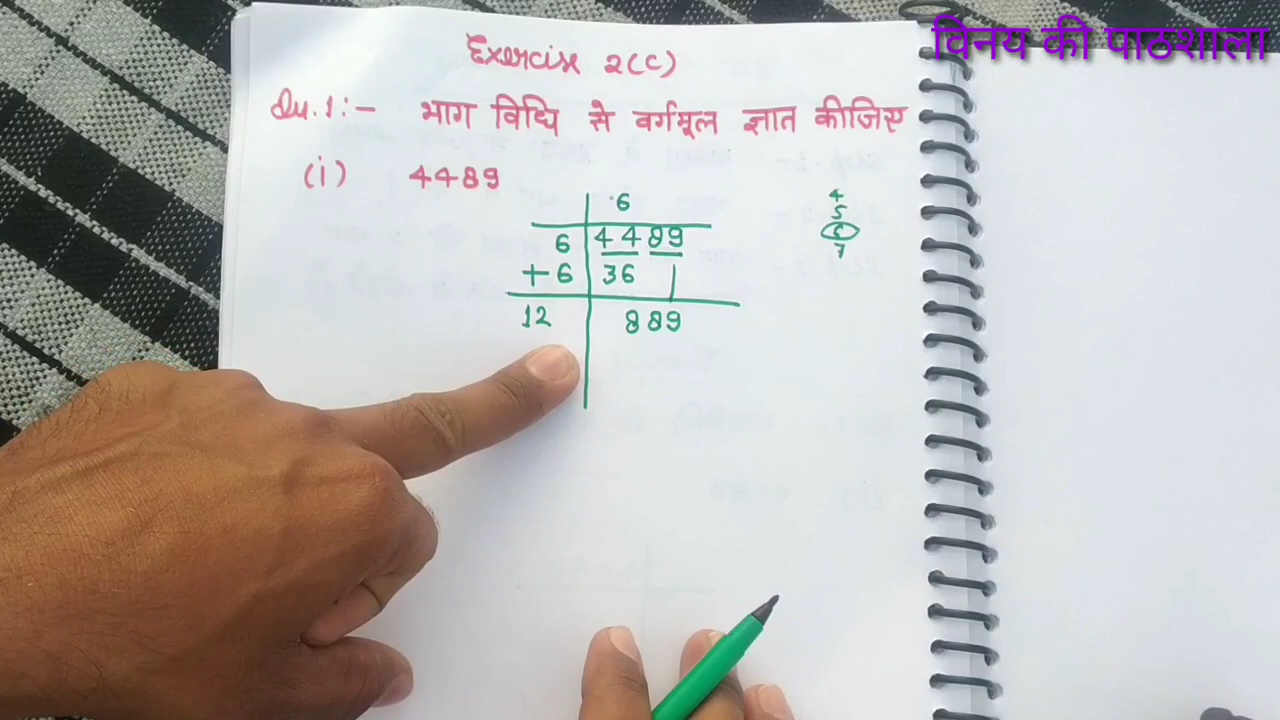 विनय की पाठशाला
Exercise 2(C)
Qu.1:- भाग विधि से वर्गमूल ज्ञात कीजिए
(i) 4489
6
6 4489
+6 36
12 889
4
5
6
7